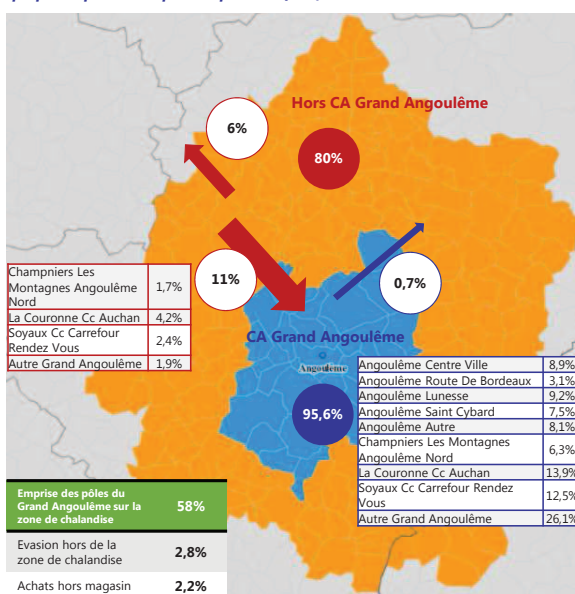 Hors CA Grand Angoulême
6%
80%
11%
0,7%
Champniers Les
Montagnes Angoulême
Nord
1,7%
La Couronne Cc Auchan 4,2%
Soyaux Cc Carrefour
Rendez Vous
2,4%
Autre Grand Angoulême 1,9%
CA Grand Angoulême
Angoulême
95,6%
Angoulême Centre Ville 8,9%
Angoulême Route De Bordeaux 3,1%
Angoulême Lunesse 9,2%
Angoulême Saint Cybard 7,5%
Angoulême Autre 8,1%
Champniers Les Montagnes
Angoulême Nord
6,3%
La Couronne Cc Auchan 13,9%
Soyaux Cc Carrefour Rendez
Vous
12,5%
Autre Grand Angoulême 26,1%
Emprise des pôles du
Grand Angoulême sur la
zone de chalandise
58%
Evasion hors de la
zone de chalandise
2,8%
Achats hors magasin 2,2%